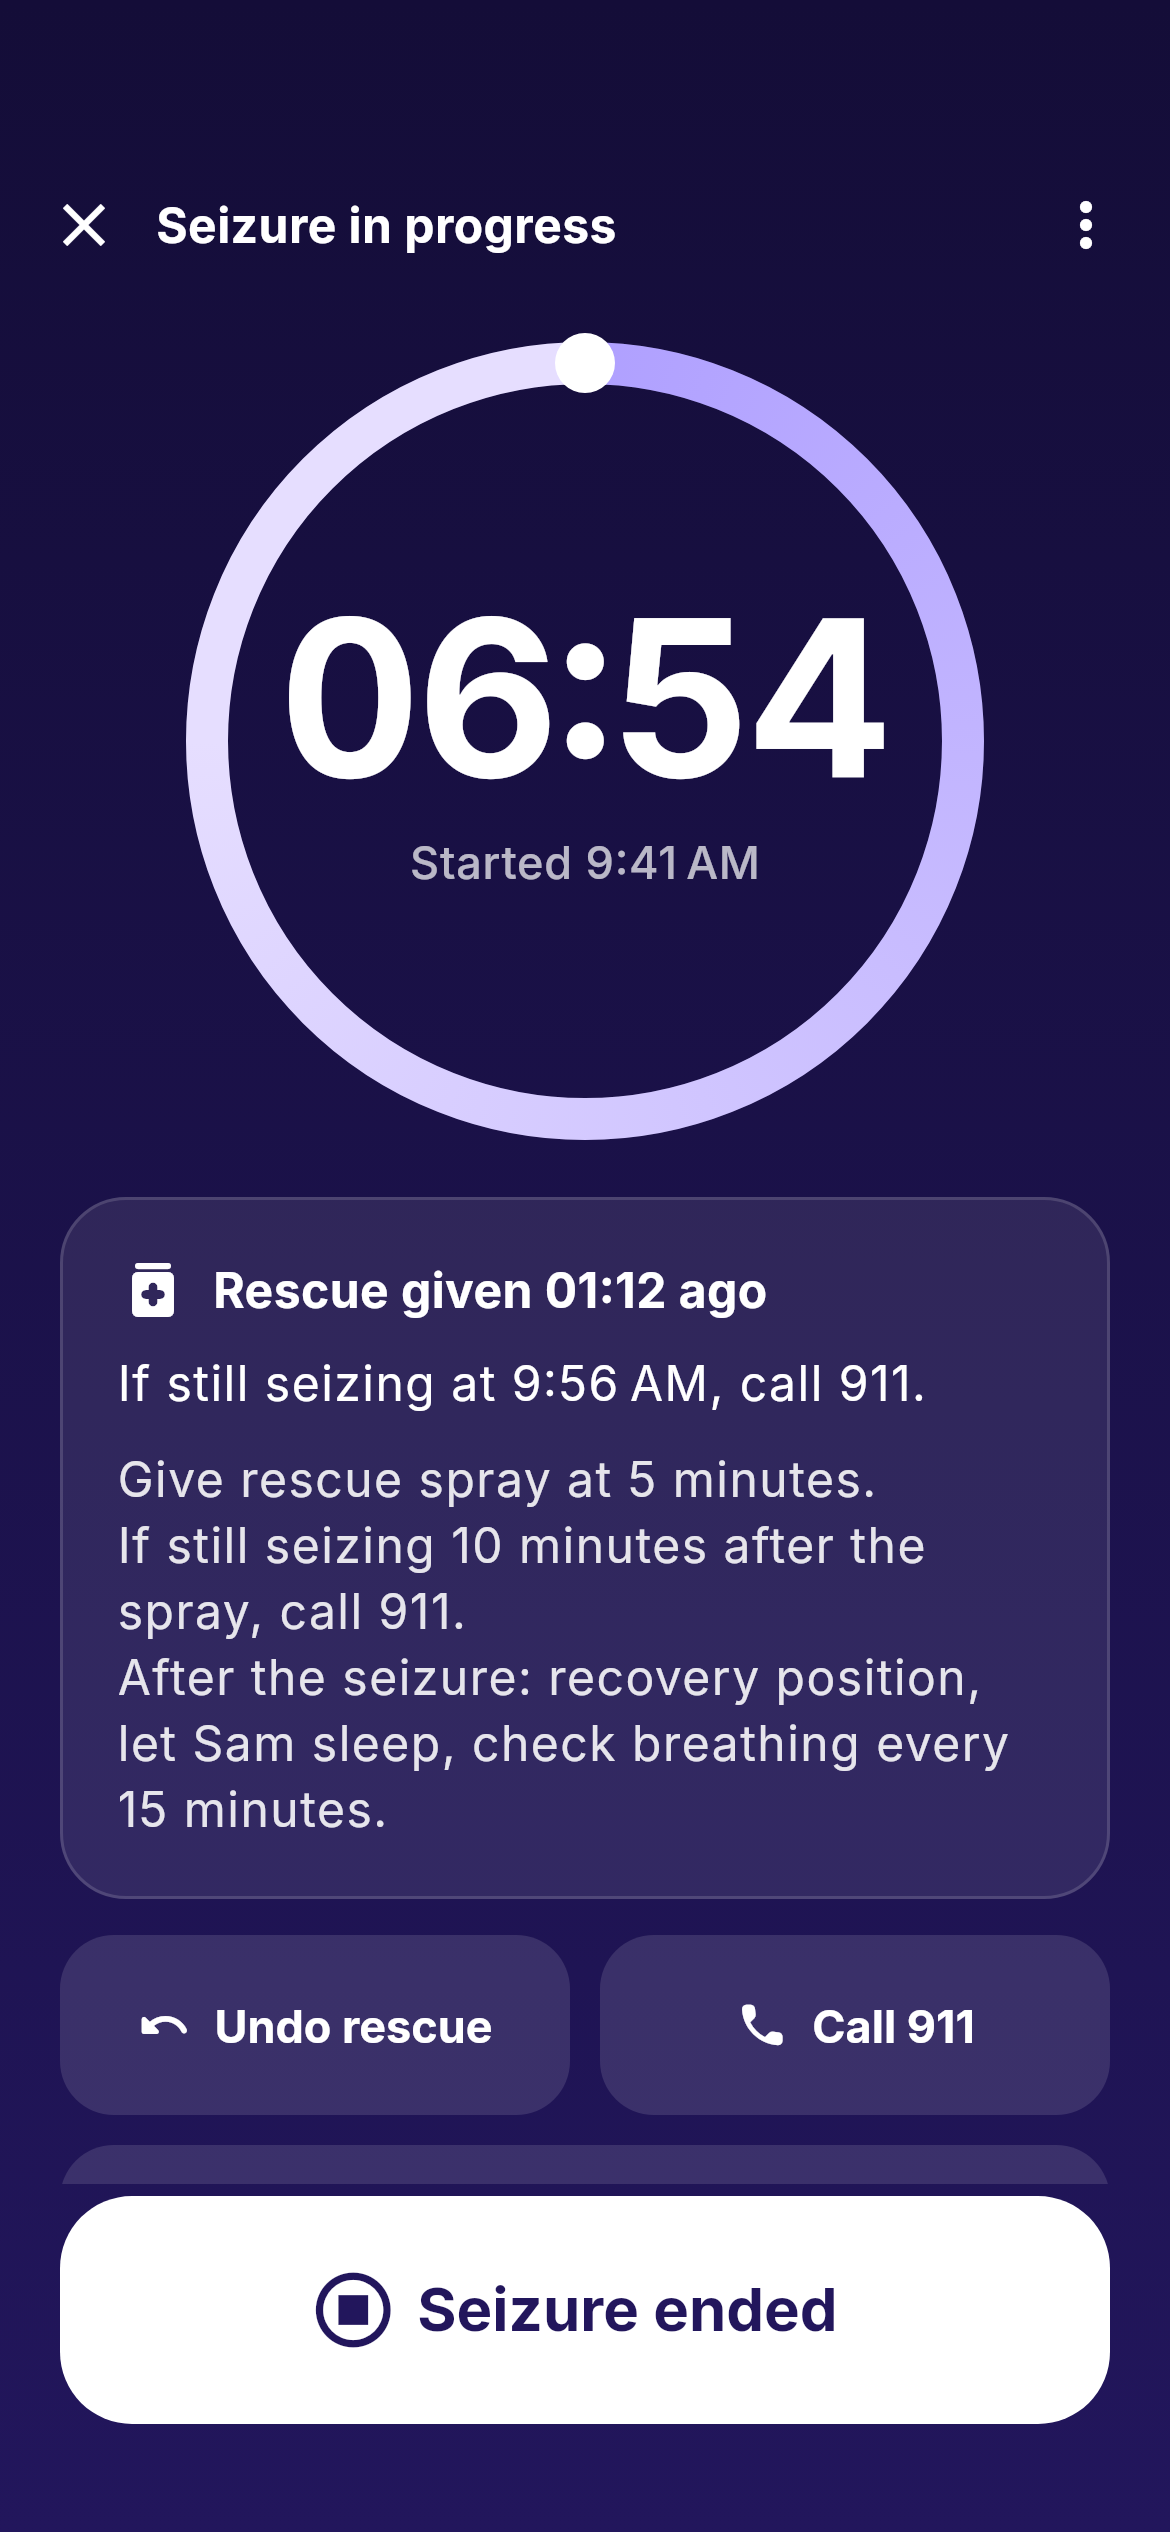 Seizure in progress
06:54
Started 9:41 AM
Rescue given 01:12 ago
If still seizing at 9:56 AM, call 911.
Give rescue spray at 5 minutes.
If still seizing 10 minutes after the
spray, call 911.
After the seizure: recovery position,
let Sam sleep, check breathing every
15 minutes.
Undo rescue
Call 911
Seizure ended